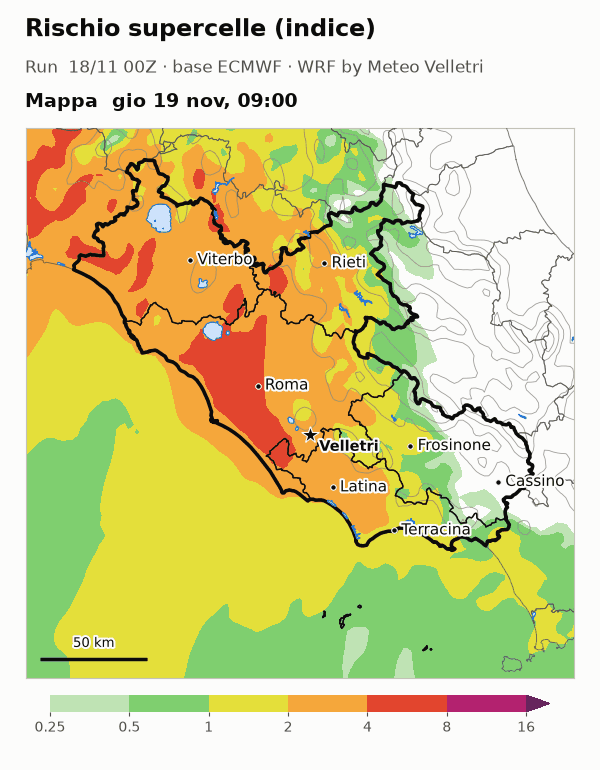 Rischio supercelle (indice)
Run 18/11 00Z · base ECMWF · WRF by Meteo Velletri
Mappa gio 19 nov, 09:00
Viterbo
Rieti
Roma
Velletri
Frosinone
Cassino
Latina
Terracina
50 km
0.25 0.5 1 2 4 8 16